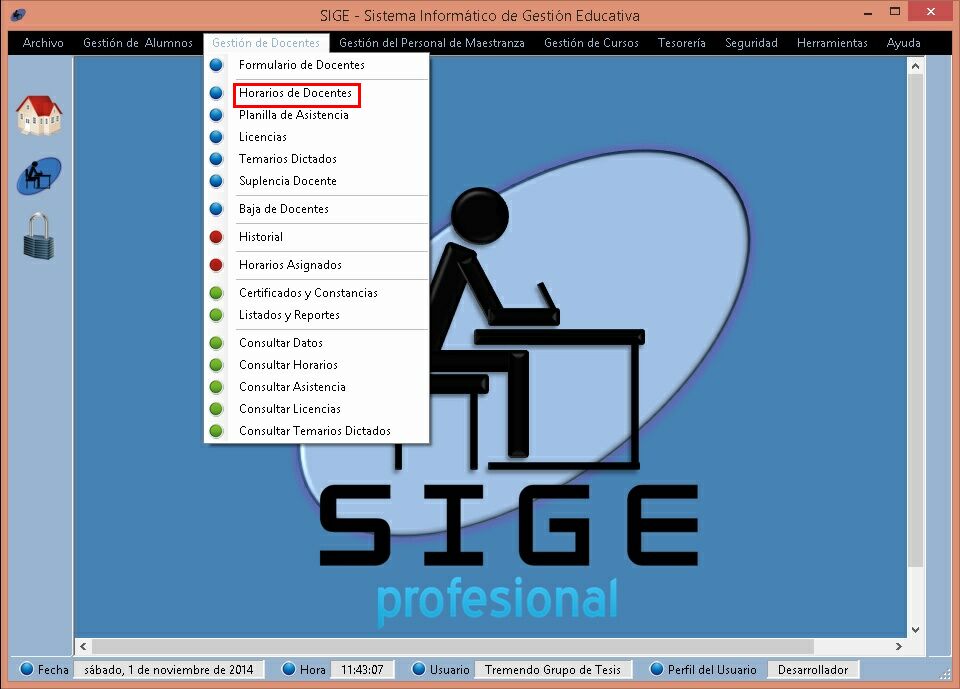 SIGE - Sistema Informático de Gestión Educativa
Archivo Gestión de Alumnos Gestión de Docentes Gestión del Personal de Maestranza Gestión de Cursos Tesorería Seguridad Herramientas Ayuda
Formulario de Docentes
Horarios de Docentes
Planilla de Asistencia
Licencias
Temarios Dictados
Suplencia Docente
Baja de Docentes
Historial
Horarios Asignados
Certificados y Constancias
Listados y Reportes
Consultar Datos
Consultar Horarios
Consultar Asistencia
Consultar Licencias
Consultar Temarios Dictados
SIGE
profesional
Fecha sábado, 1 de noviembre de 2014 Hora 11:43:07 Usuario Tremendo Grupo de Tesis Perfil del Usuario Desarrollador